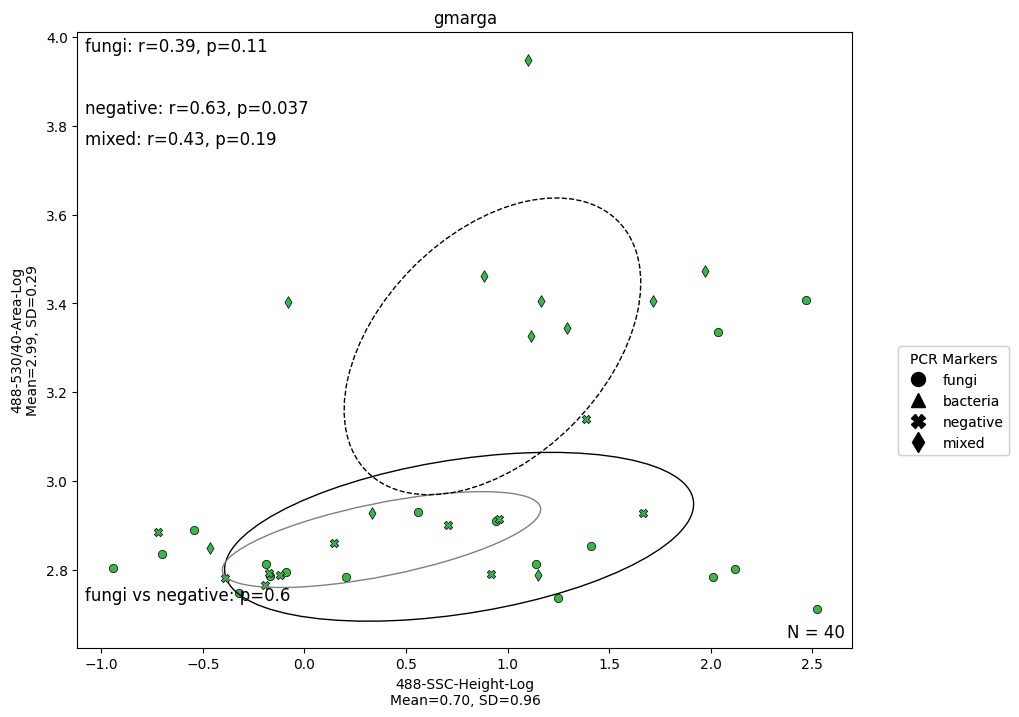 gmarga
fungi: r=0.39, p=0.11
negative: r=0.63, p=0.037
mixed: r=0.43, p=0.19
4.0
3.8
3.6
3.4
3.2
3.0
2.8
488-530/40-Area-Log
Mean=2.99, SD=0.29
PCR Markers
fungi
bacteria
negative
mixed
fungi vs negative: p=0.6
N = 40
−1.0 −0.5 0.0 0.5 1.0 1.5 2.0 2.5
488-SSC-Height-Log
Mean=0.70, SD=0.96